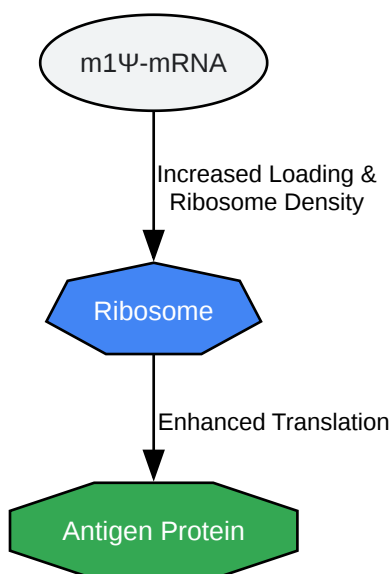 m1Ψ-mRNA
Increased Loading &
Ribosome Density
Ribosome
Enhanced Translation
Antigen Protein